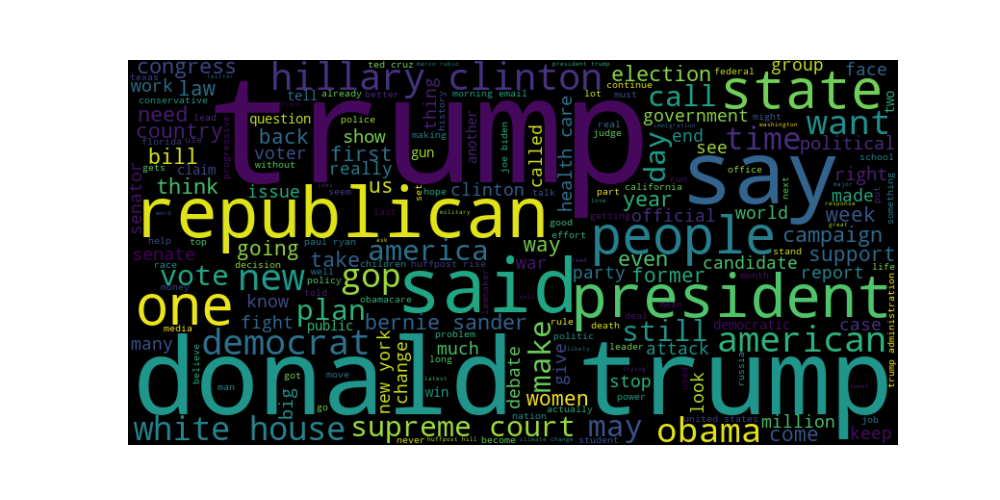 congress
ted cruz
marco rubio
president trump
group
face
texas
twitter
hillary clinton
election
federal
state
two
work
law
conservative
tell
already
better
morning email
thing
lot
continue
must
call
need
lead
question
police
history
making
another
called
health care
real
judge
government
might
want
country
florida
use
progressive
back
show
gun
joe biden
day
end
immigration
washington
time
political
bill
gets
claim
voter
without
first
really
trump
say
see
office
school
right
senator
think
issue
us
set
seem
hope
clinton
talk
part
love
california
year
run
next
made
put
something
republican
last
military
good
effort
getting
official
world
major
response
great
week
word
senate
help
top
going
paul ryan
take
america
ask
way
war
people
even
candidate
stand
campaign
support
life
race
decision
children
huffpost rise
party
former
month
report
vote
new
money
well
policy
gop
said
lawmaker
read
president
one
know
told
obamacare
plan
public
fight
bernie sander
rule
death
deal
democratic
case
media
many
democrat
problem
politic
likely
still
leader
attack
american
trump administration
believe
new york
change
much
long
debate
make
give
trying
stop
power
look
russia
donald trump
man
big
got
go
move
latest
win
women
actually
nation
united states
million
job
white house
supreme court
never
huffpost hill
become
climate change
student
may
obama
come
keep